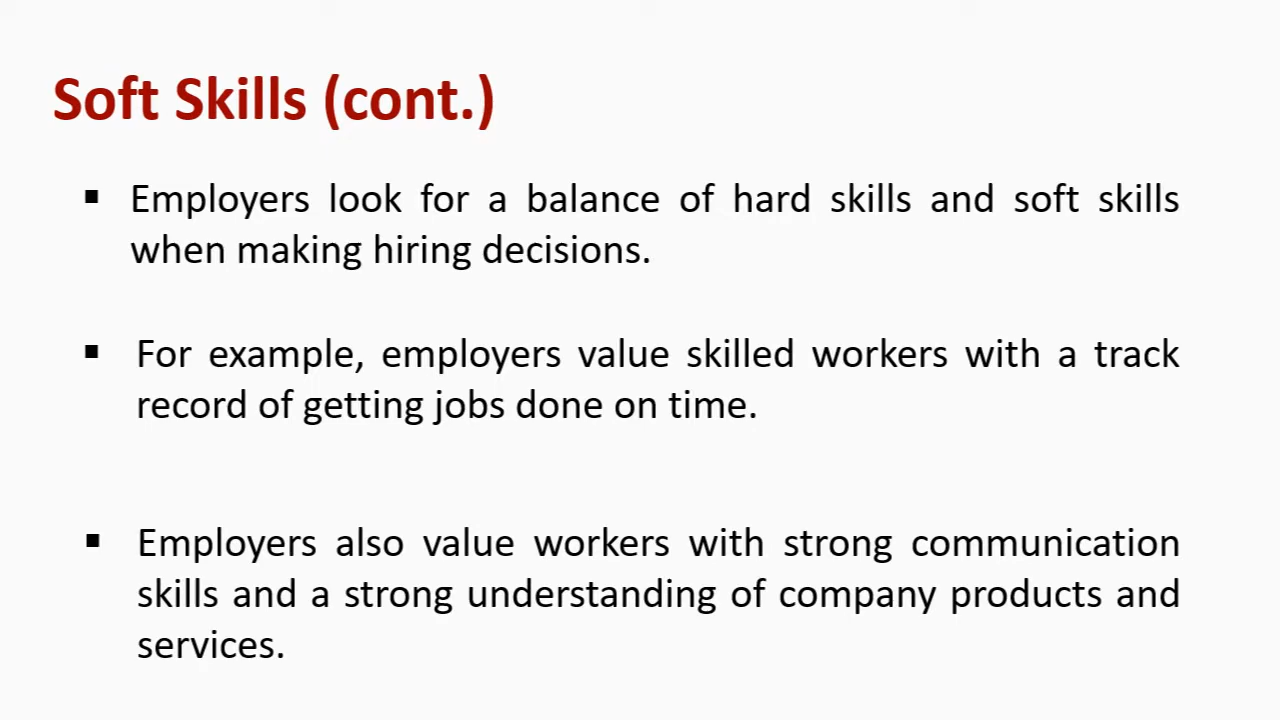 Soft Skills (cont.)
▪ Employers look for a balance of hard skills and soft skills
when making hiring decisions.
▪ For example, employers value skilled workers with a track
record of getting jobs done on time.
▪ Employers also value workers with strong communication
skills and a strong understanding of company products and
services.